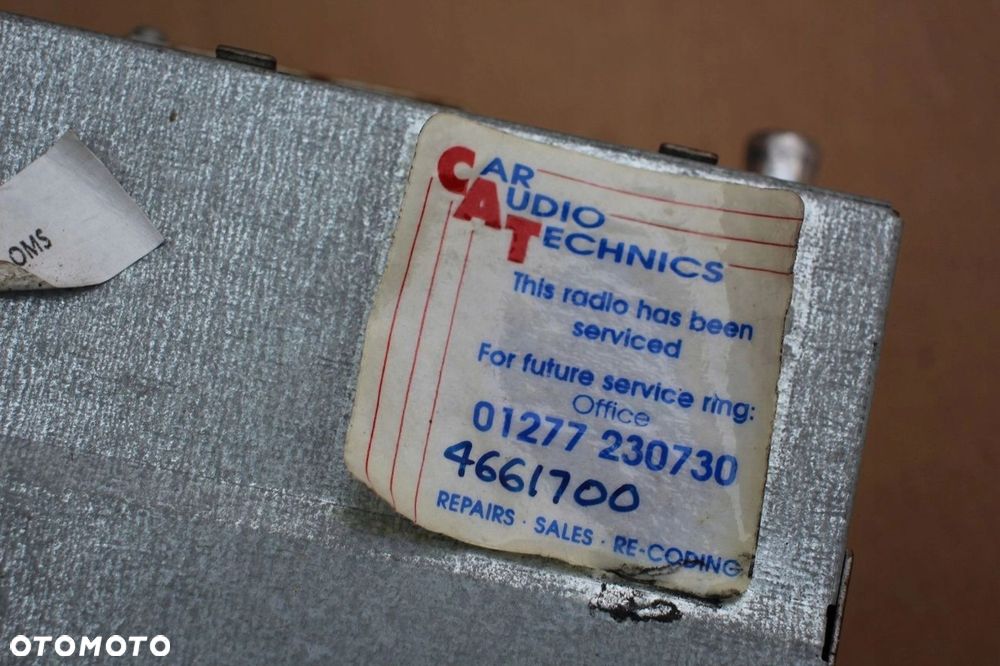 OMS
CAR
AUDIO
TECHNICS
This radio has been
serviced
For future service ring:
Office
01277 230730
4661700
REPAIRS · SALES · RE-CODING
OTOMOTO